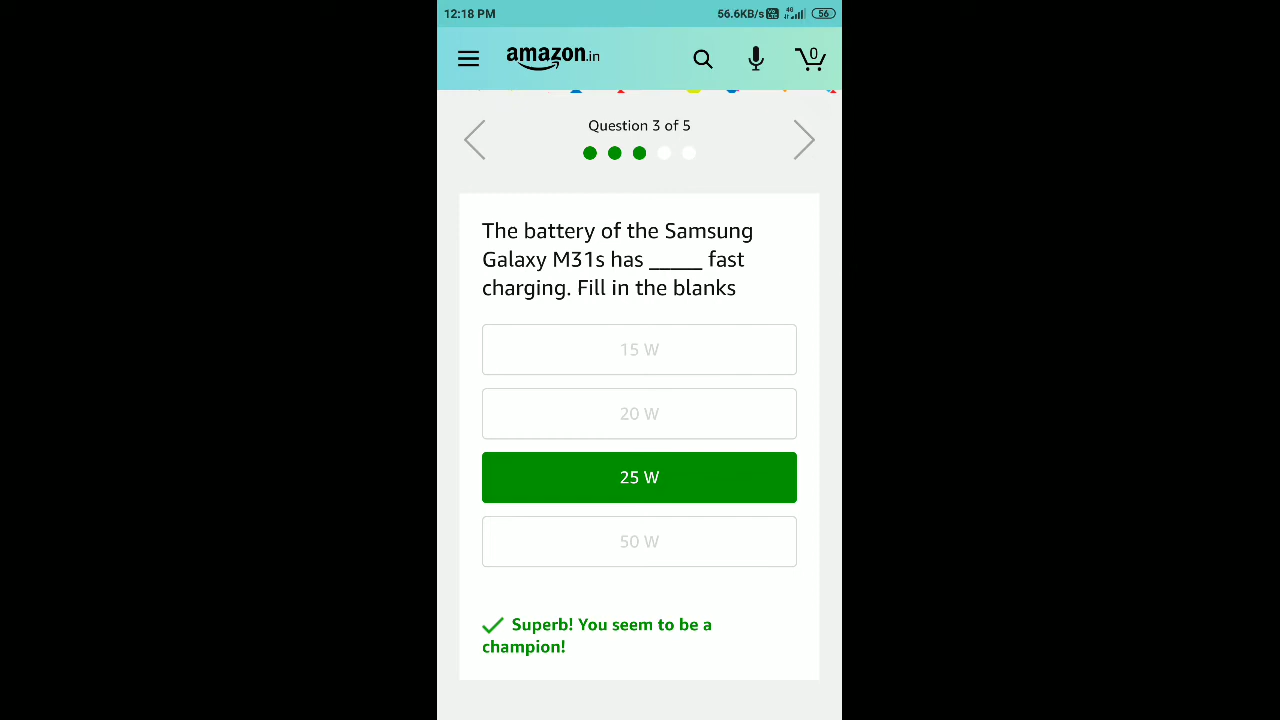 12:18 PM 56.6KB/s VoLTE 4G 56
amazon.in 0
Question 3 of 5
The battery of the Samsung
Galaxy M31s has _____ fast
charging. Fill in the blanks
15 W
20 W
25 W
50 W
Superb! You seem to be a
champion!